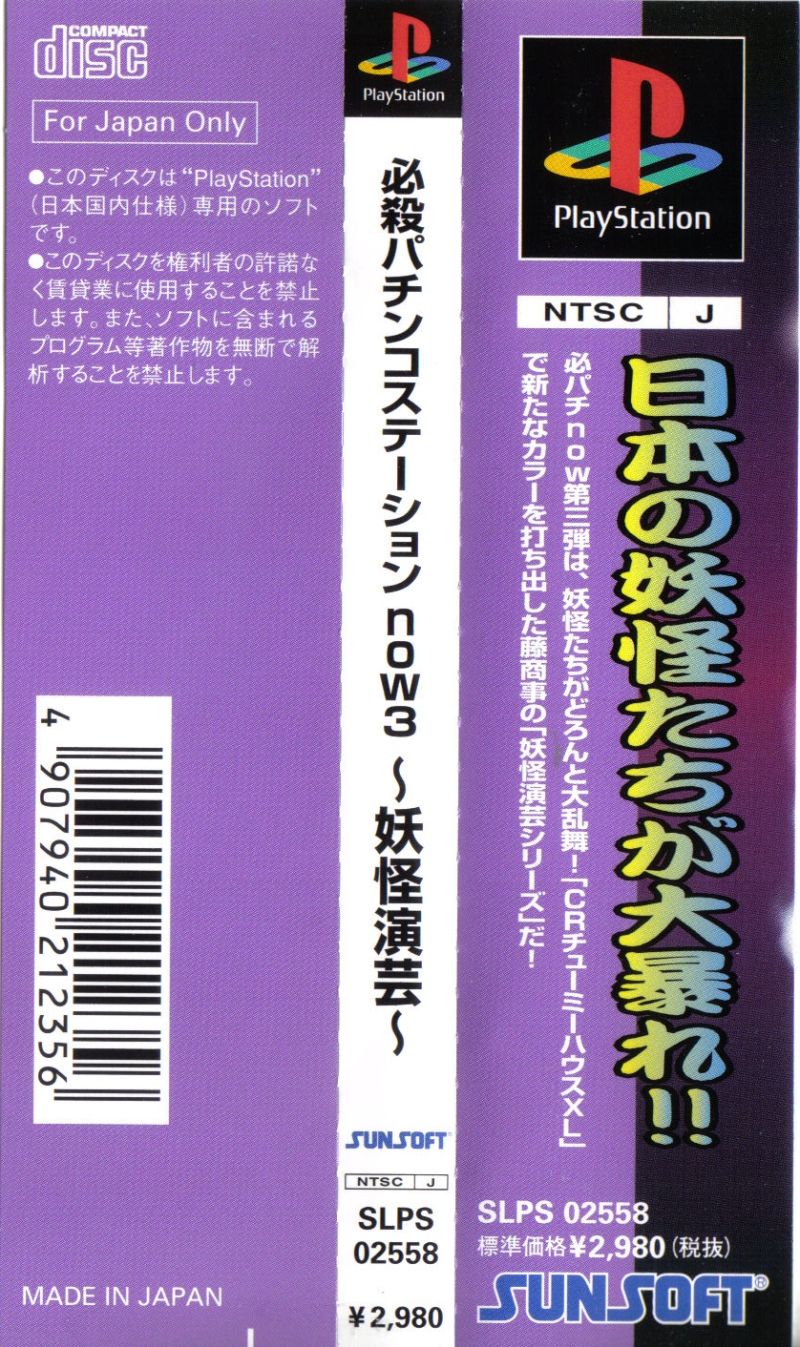 COMPACT
disc
For Japan Only
●このディスクは“PlayStation”
(日本国内仕様)専用のソフト
です。
●このディスクを権利者の許諾な
く賃貸業に使用することを禁止
します。また、ソフトに含まれる
プログラム等著作物を無断で解
析することを禁止します。
4 907940 212356
MADE IN JAPAN
PlayStation
必殺パチンコステーションnow3 〜妖怪演芸〜
SUNSOFT
NTSC J
SLPS
02558
¥2,980
PlayStation
NTSC J
日本の妖怪たちが大暴れ!!
必パチnow第三弾は、妖怪たちがどろんと大乱舞!「CRチューミーハウスXL」
で新たなカラーを打ち出した藤商事の「妖怪演芸シリーズ」だ!
SLPS 02558
標準価格¥2,980(税抜)
SUNSOFT®